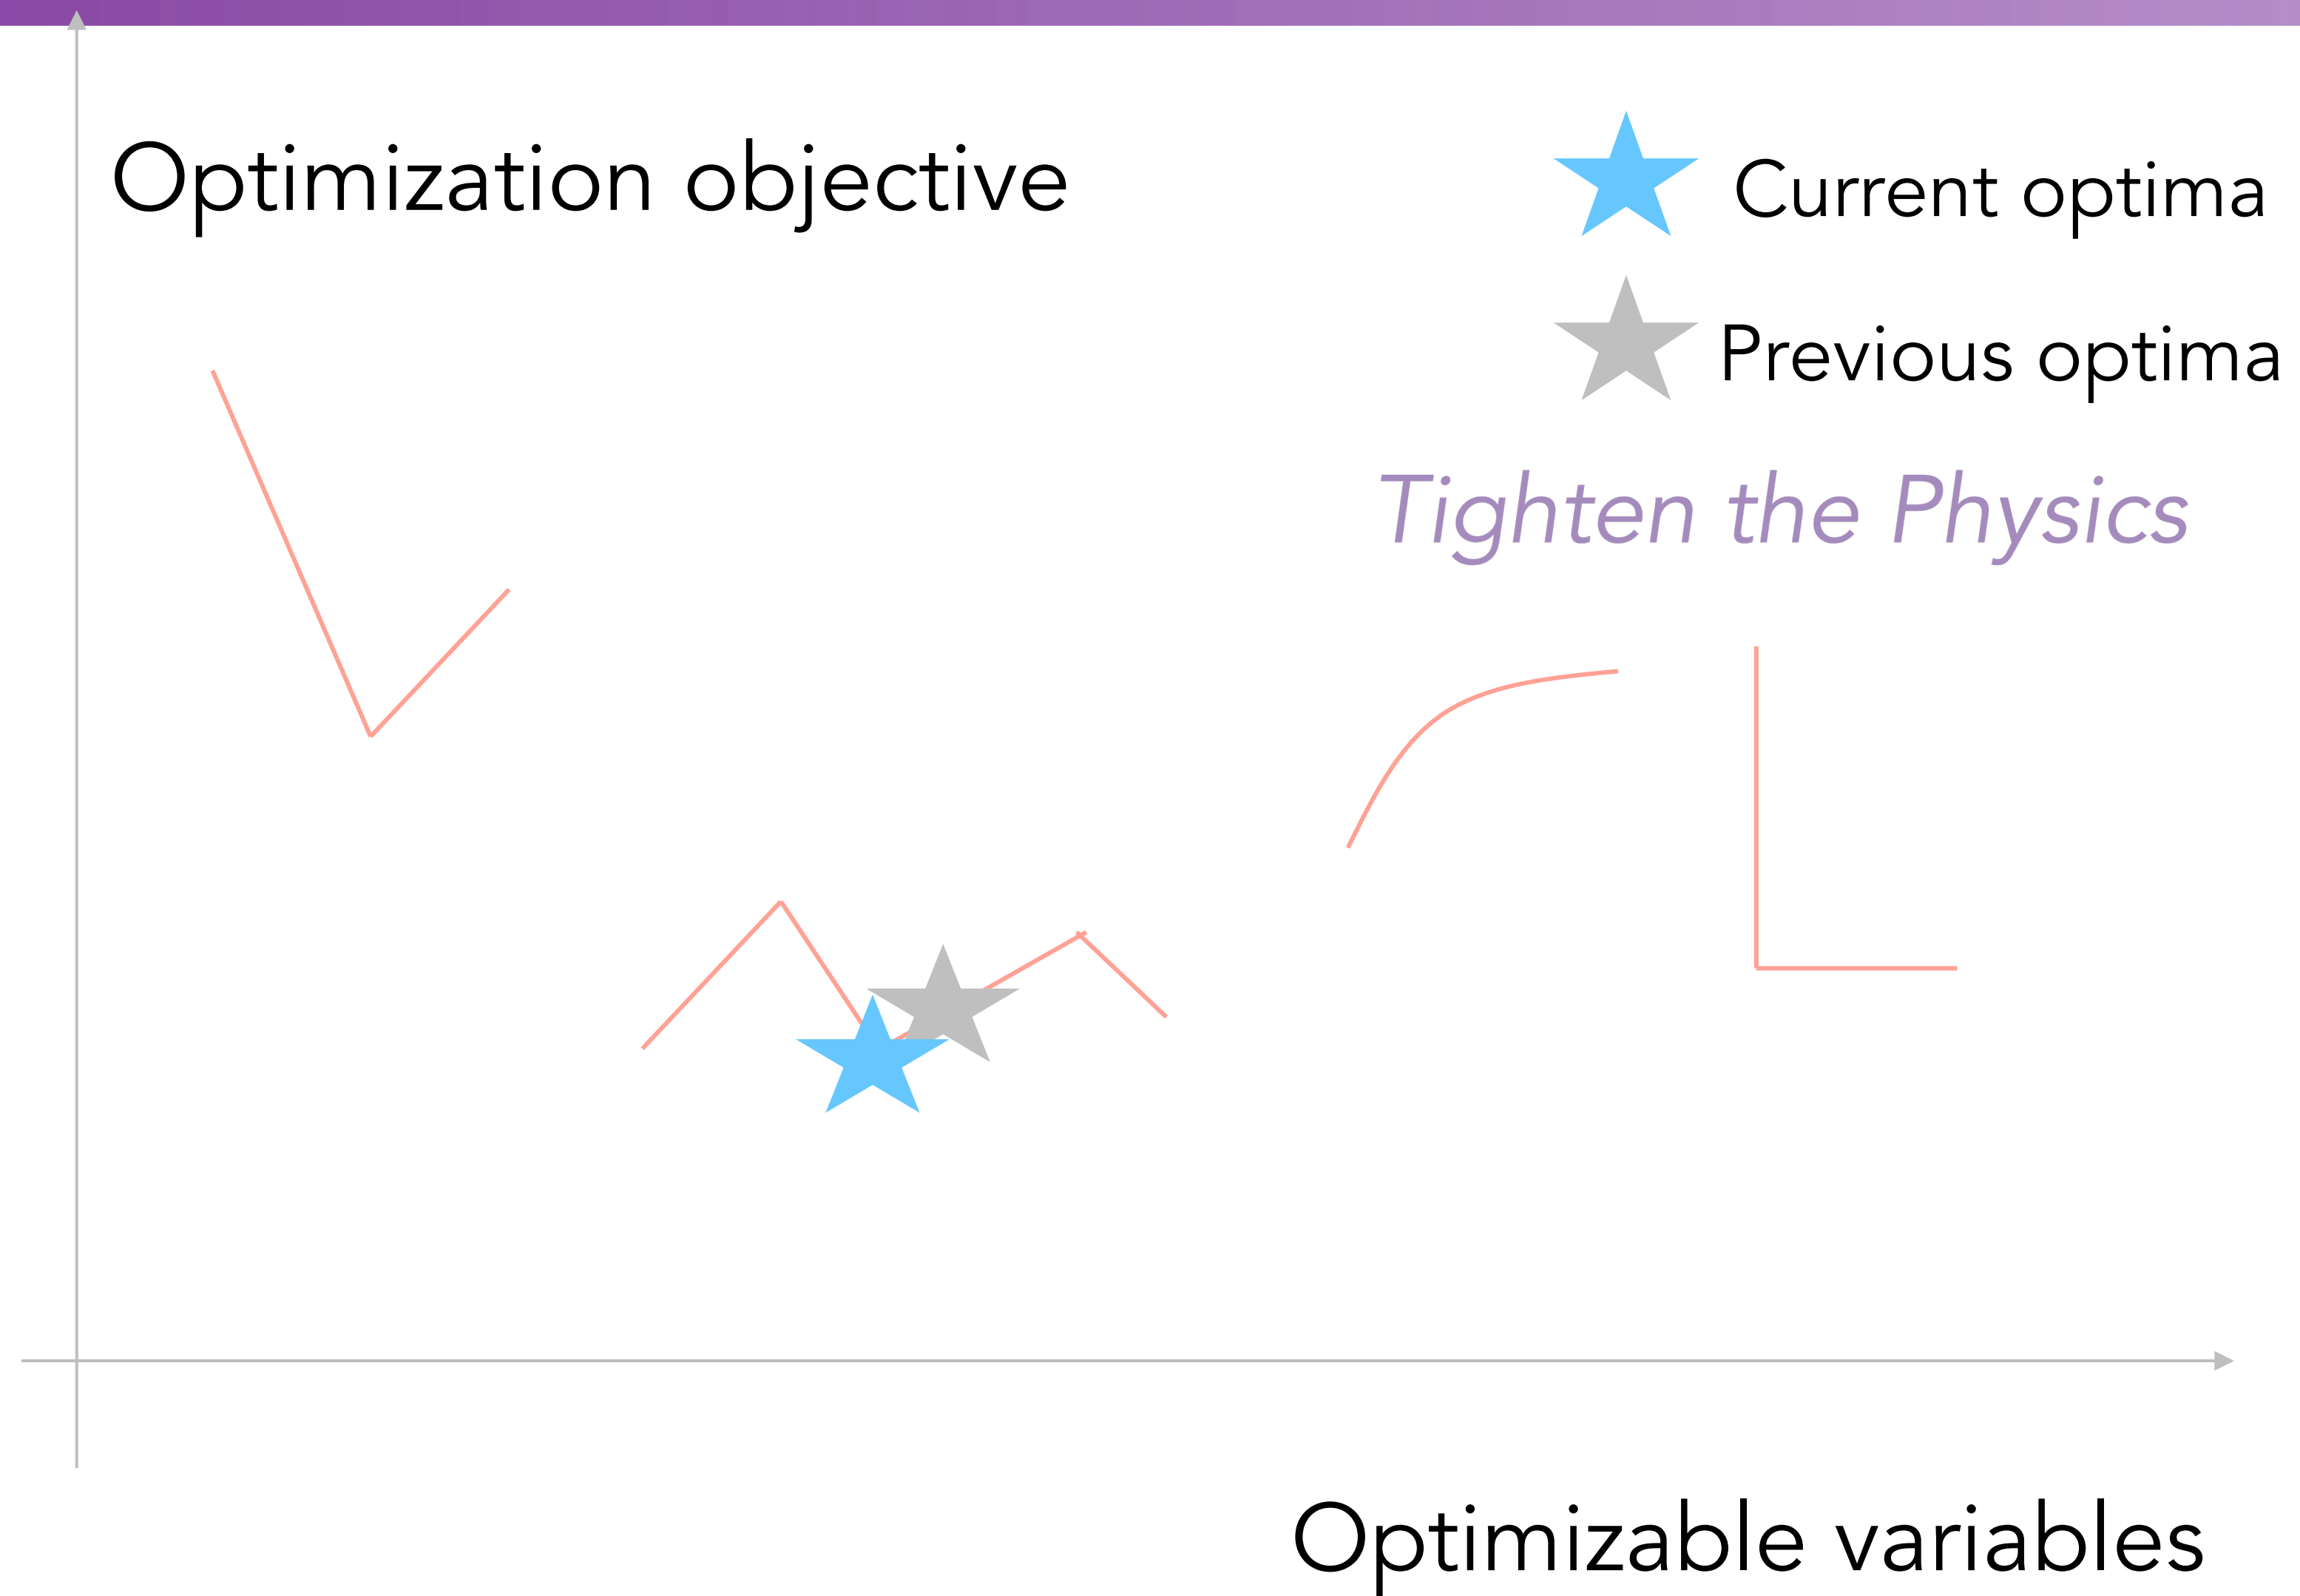 Optimization objective
Current optima
Previous optima
Tighten the Physics
Optimizable variables